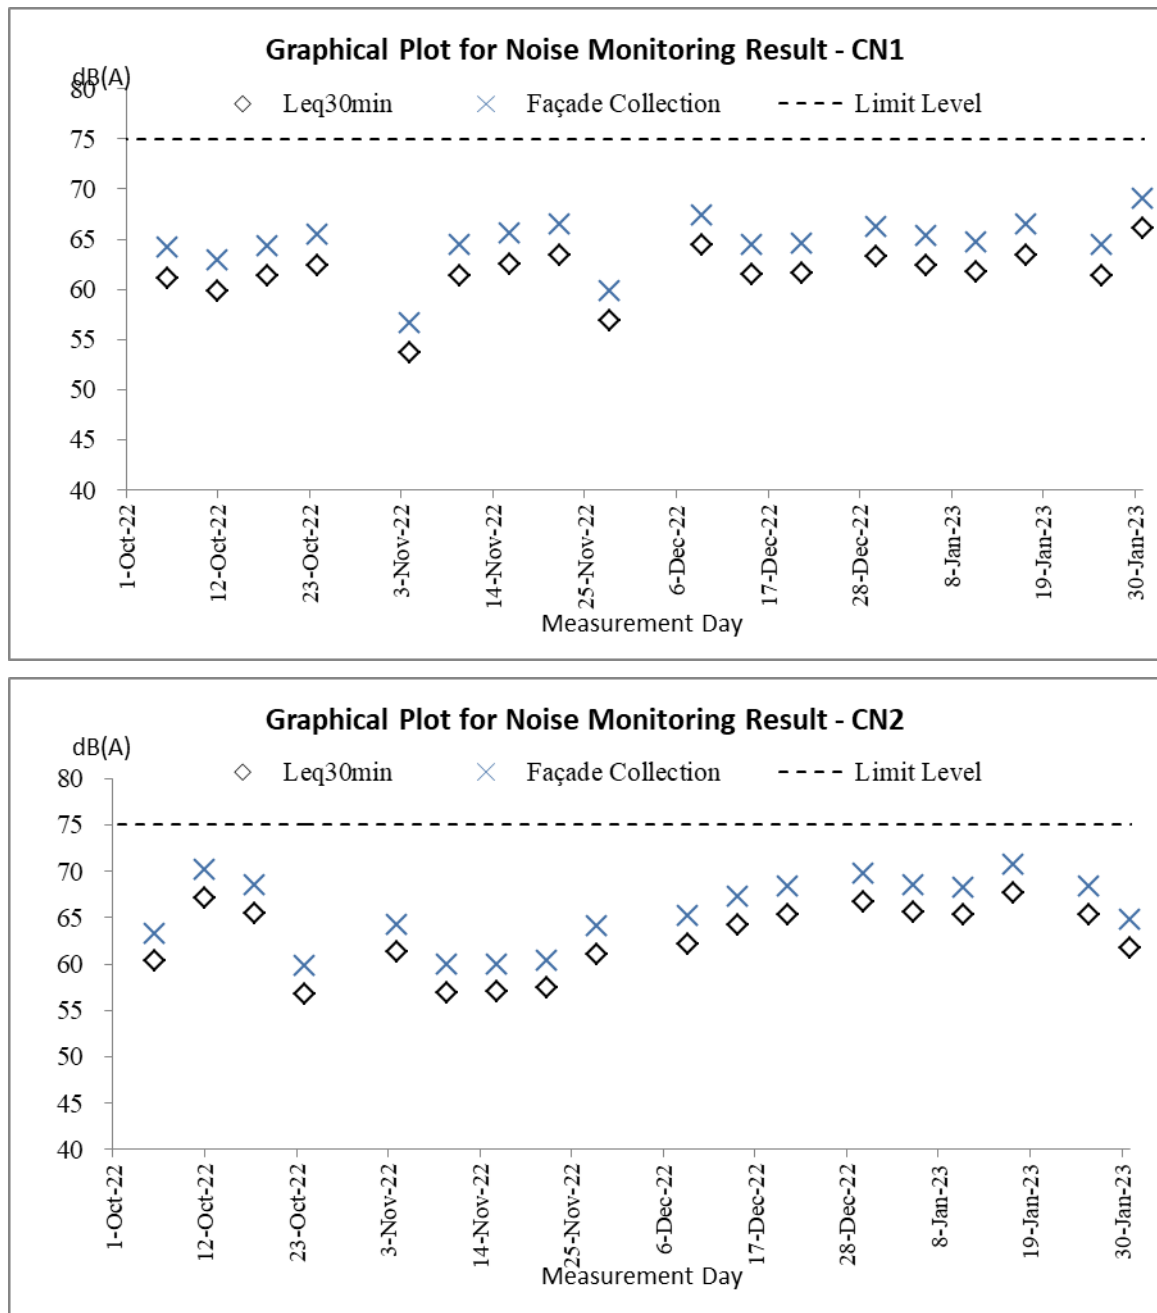 Graphical Plot for Noise Monitoring Result - CN1
dB(A)
Leq30min Façade Collection Limit Level
80
75
70
65
60
55
50
45
40
1-Oct-22 12-Oct-22 23-Oct-22 3-Nov-22 14-Nov-22 25-Nov-22 6-Dec-22 17-Dec-22 28-Dec-22 8-Jan-23 19-Jan-23 30-Jan-23
Measurement Day
Graphical Plot for Noise Monitoring Result - CN2
dB(A)
Leq30min Façade Collection Limit Level
80
75
70
65
60
55
50
45
40
1-Oct-22 12-Oct-22 23-Oct-22 3-Nov-22 14-Nov-22 25-Nov-22 6-Dec-22 17-Dec-22 28-Dec-22 8-Jan-23 19-Jan-23 30-Jan-23
Measurement Day